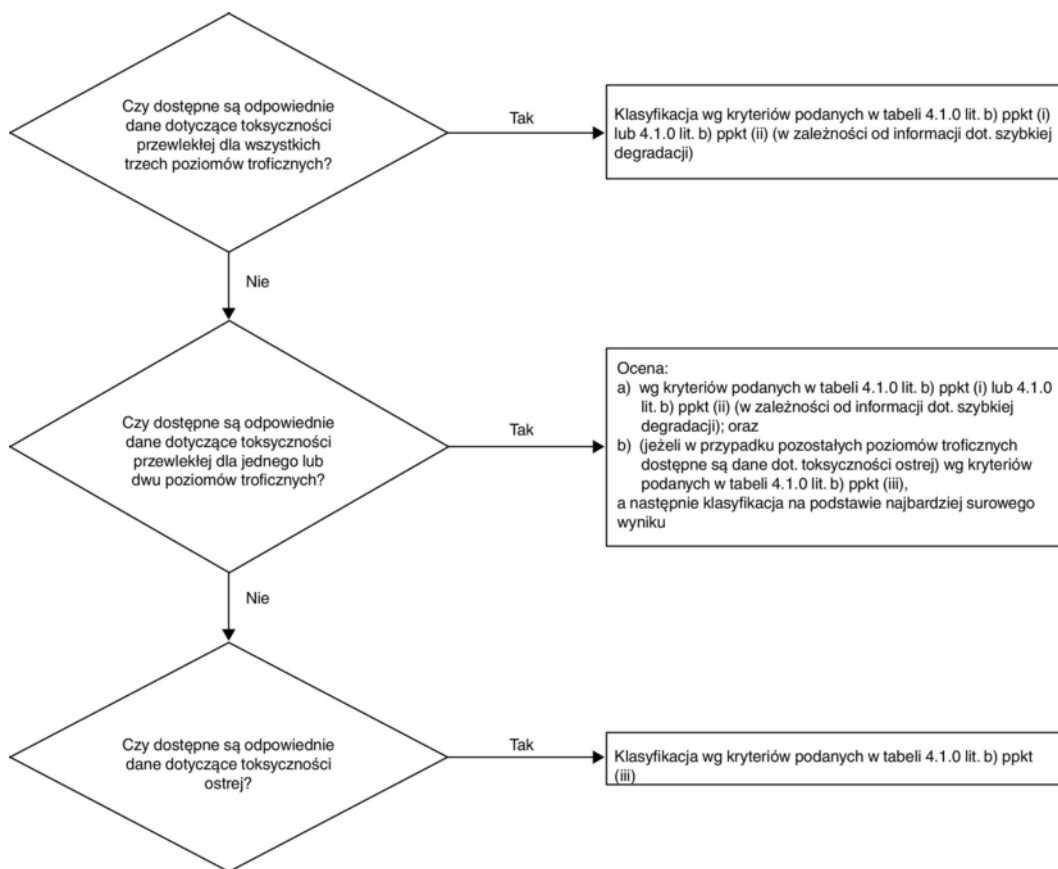 Czy dostępne są odpowiednie
dane dotyczące toksyczności
przewlekłej dla wszystkich
trzech poziomów troficznych?
Tak
Klasyfikacja wg kryteriów podanych w tabeli 4.1.0 lit. b) ppkt (i)
lub 4.1.0 lit. b) ppkt (ii) (w zależności od informacji dot. szybkiej
degradacji)
Nie
Czy dostępne są odpowiednie
dane dotyczące toksyczności
przewlekłej dla jednego lub
dwu poziomów troficznych?
Tak
Ocena:
a) wg kryteriów podanych w tabeli 4.1.0 lit. b) ppkt (i) lub 4.1.0
lit. b) ppkt (ii) (w zależności od informacji dot. szybkiej
degradacji); oraz
b) (jeżeli w przypadku pozostałych poziomów troficznych
dostępne są dane dot. toksyczności ostrej) wg kryteriów
podanych w tabeli 4.1.0 lit. b) ppkt (iii),
a następnie klasyfikacja na podstawie najbardziej surowego
wyniku
Nie
Czy dostępne są odpowiednie
dane dotyczące toksyczności
ostrej?
Tak
Klasyfikacja wg kryteriów podanych w tabeli 4.1.0 lit. b) ppkt
(iii)